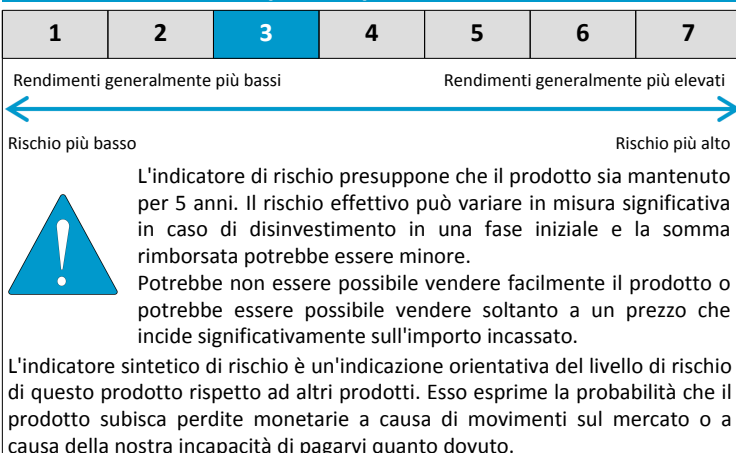 1 2 3 4 5 6 7
Rendimenti generalmente più bassi Rendimenti generalmente più elevati
Rischio più basso Rischio più alto
L'indicatore di rischio presuppone che il prodotto sia mantenuto
per 5 anni. Il rischio effettivo può variare in misura significativa
in caso di disinvestimento in una fase iniziale e la somma
rimborsata potrebbe essere minore.
Potrebbe non essere possibile vendere facilmente il prodotto o
potrebbe essere possibile vendere soltanto a un prezzo che
incide significativamente sull'importo incassato.
L'indicatore sintetico di rischio è un'indicazione orientativa del livello di rischio
di questo prodotto rispetto ad altri prodotti. Esso esprime la probabilità che il
prodotto subisca perdite monetarie a causa di movimenti sul mercato o a
causa della nostra incapacità di pagarvi quanto dovuto.